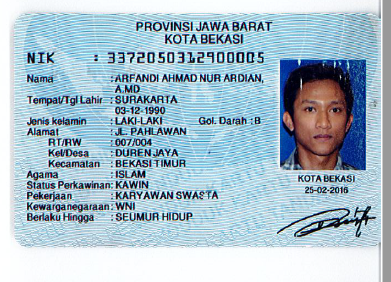 PROVINSI JAWA BARAT
KOTA BEKASI
NIK : 3372050312900005
Nama : ARFANDI AHMAD NUR ARDIAN,
A.MD
Tempat/Tgl Lahir : SURAKARTA
03-12-1990
Jenis kelamin : LAKI-LAKI Gol. Darah : B
Alamat : JL. PAHLAWAN
RT/RW : 007/004
Kel/Desa : DUREN JAYA
Kecamatan : BEKASI TIMUR
Agama : ISLAM
Status Perkawinan: KAWIN
Pekerjaan : KARYAWAN SWASTA
Kewarganegaraan: WNI
Berlaku Hingga : SEUMUR HIDUP
KOTA BEKASI
25-02-2016